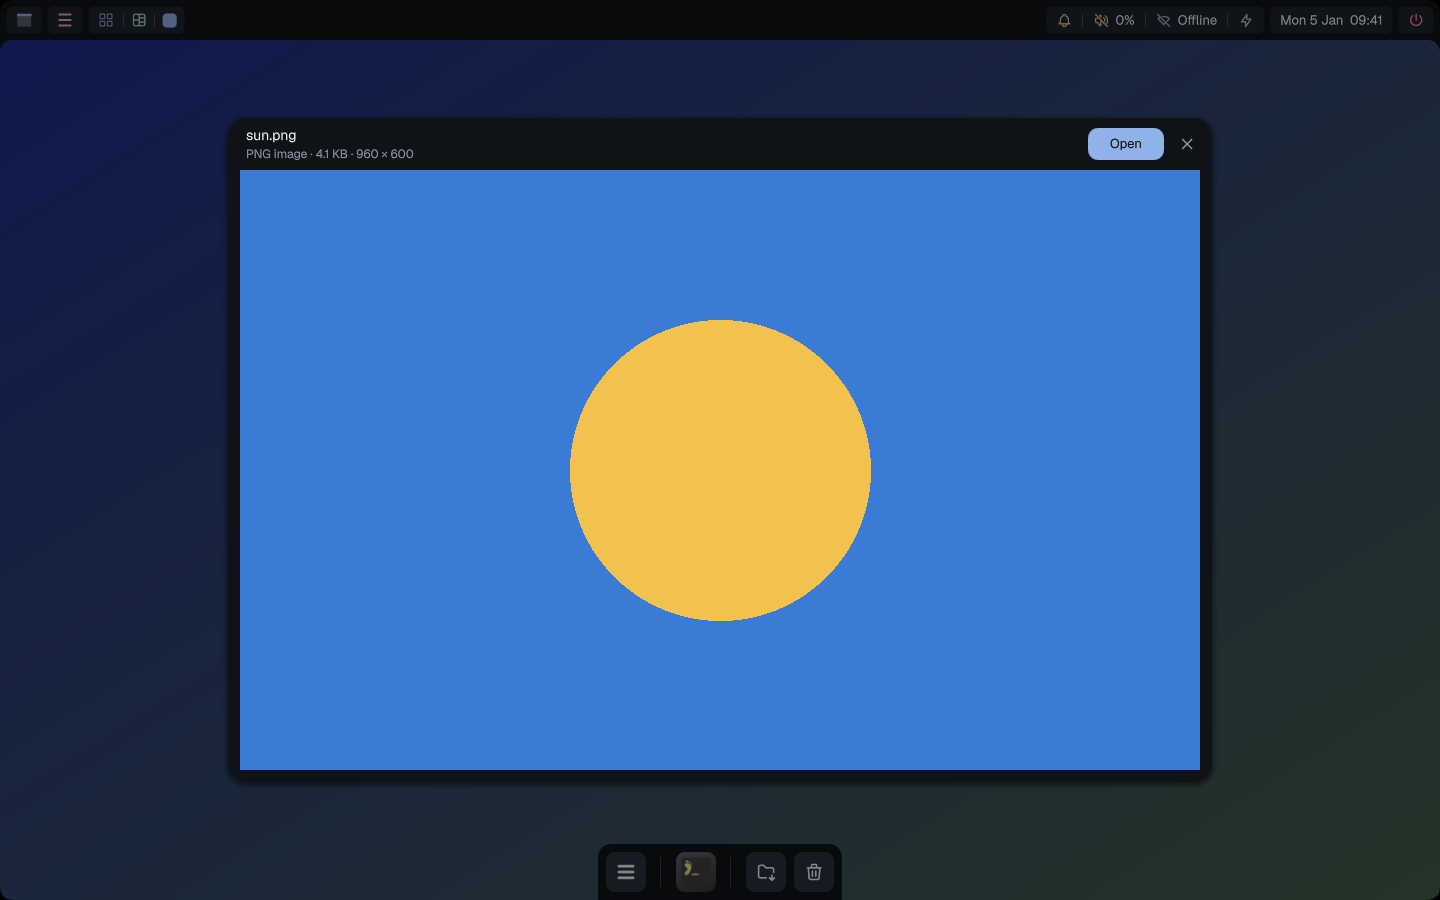 0%
Offline
Mon 5 Jan 09:41
sun.png
Open
PNG image · 4.1 KB · 960 × 600